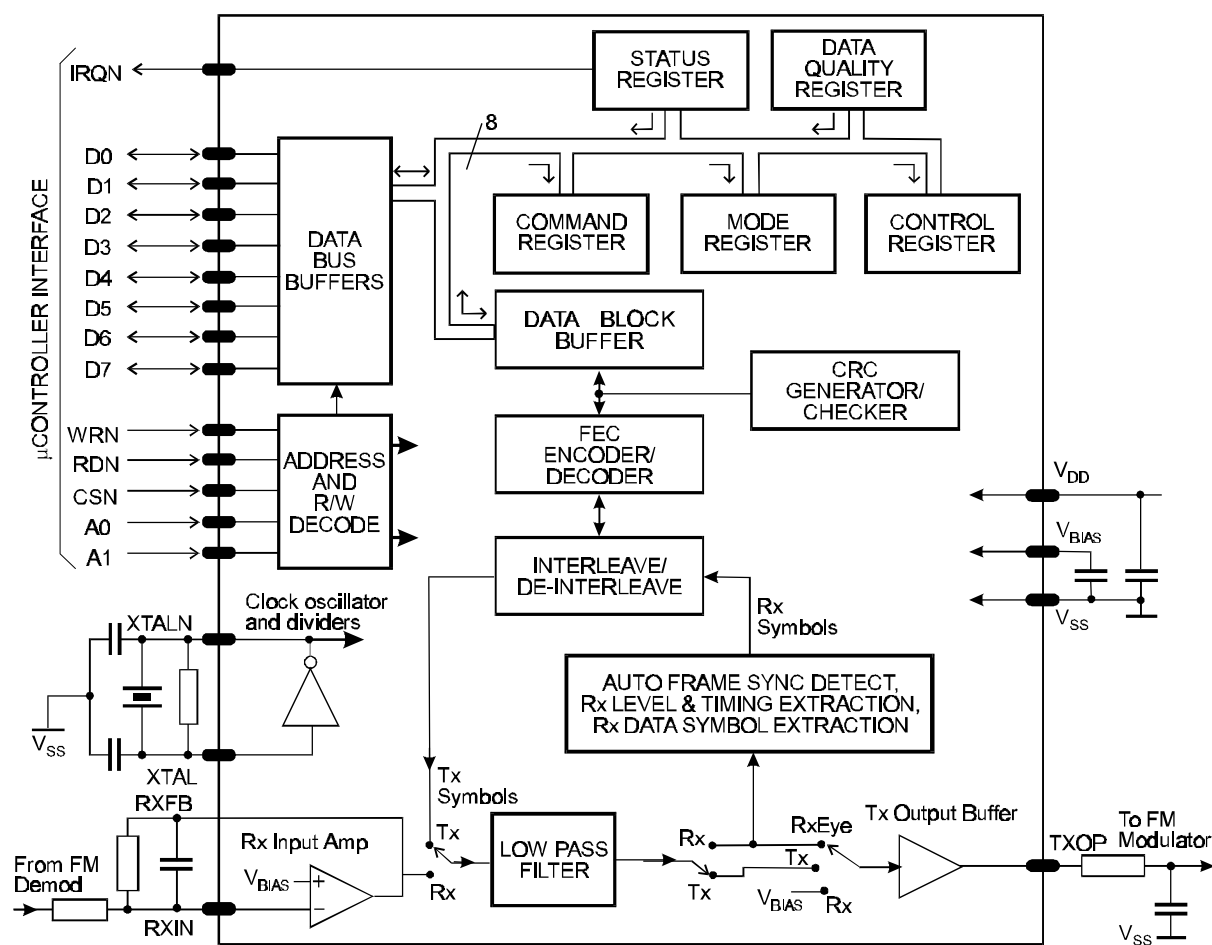 STATUS
REGISTER
DATA
QUALITY
REGISTER
IRQN
8
D0
D1
D2
D3
D4
D5
D6
D7
µCONTROLLER INTERFACE
DATA
BUS
BUFFERS
COMMAND
REGISTER
MODE
REGISTER
CONTROL
REGISTER
DATA BLOCK
BUFFER
CRC
GENERATOR/
CHECKER
WRN
RDN
CSN
A0
A1
ADDRESS
AND
R/W
DECODE
FEC
ENCODER/
DECODER
VDD
VBIAS
VSS
INTERLEAVE/
DE-INTERLEAVE
Rx
Symbols
XTALN
Clock oscillator
and dividers
AUTO FRAME SYNC DETECT,
Rx LEVEL & TIMING EXTRACTION,
Rx DATA SYMBOL EXTRACTION
VSS
XTAL
RXFB
Tx
Symbols
Rx Input Amp
Tx
Rx
LOW PASS
FILTER
Rx
Tx
RxEye
Tx
VBIAS
Rx
Tx Output Buffer
TXOP
To FM
Modulator
From FM
Demod
VBIAS
+
−
RXIN
VSS